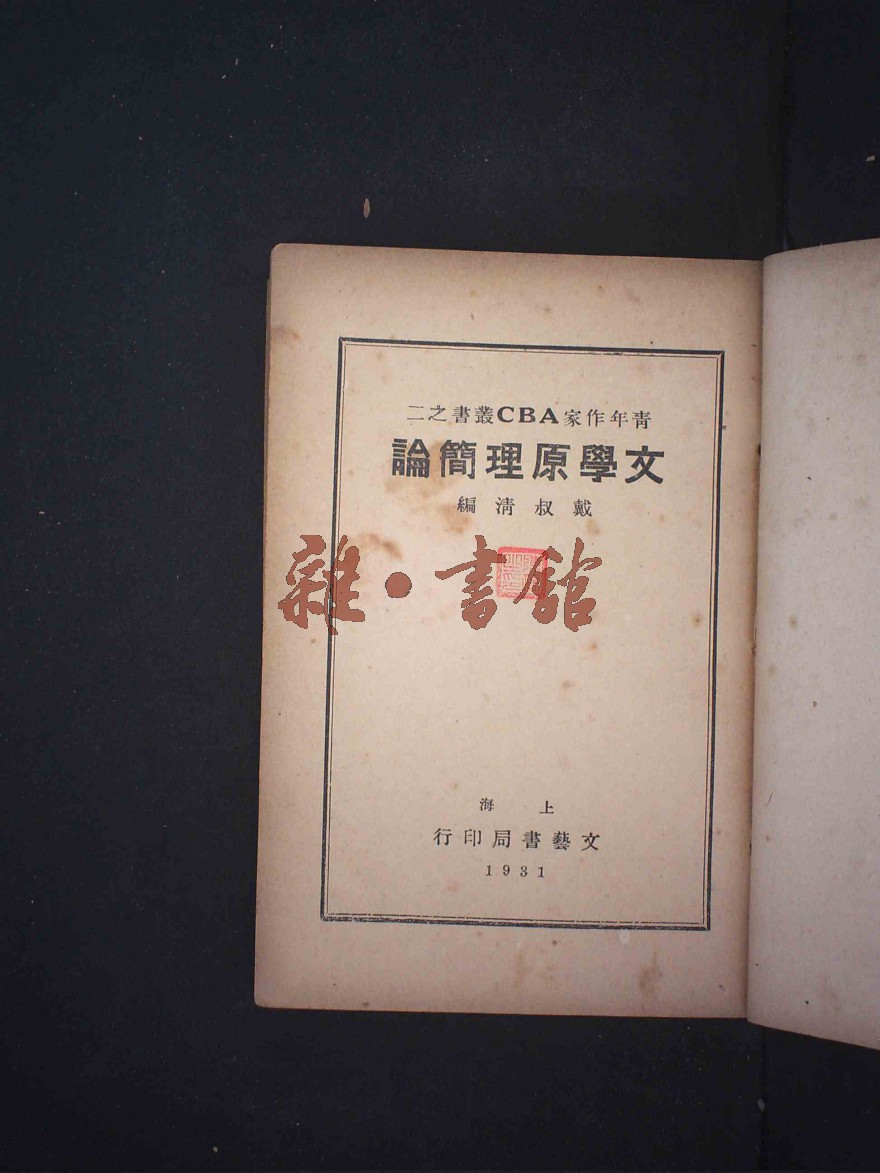 青年作家ABC叢書之二
文學原理簡論
戴叔清編
雜·書館
上海
文藝書局印行
1931